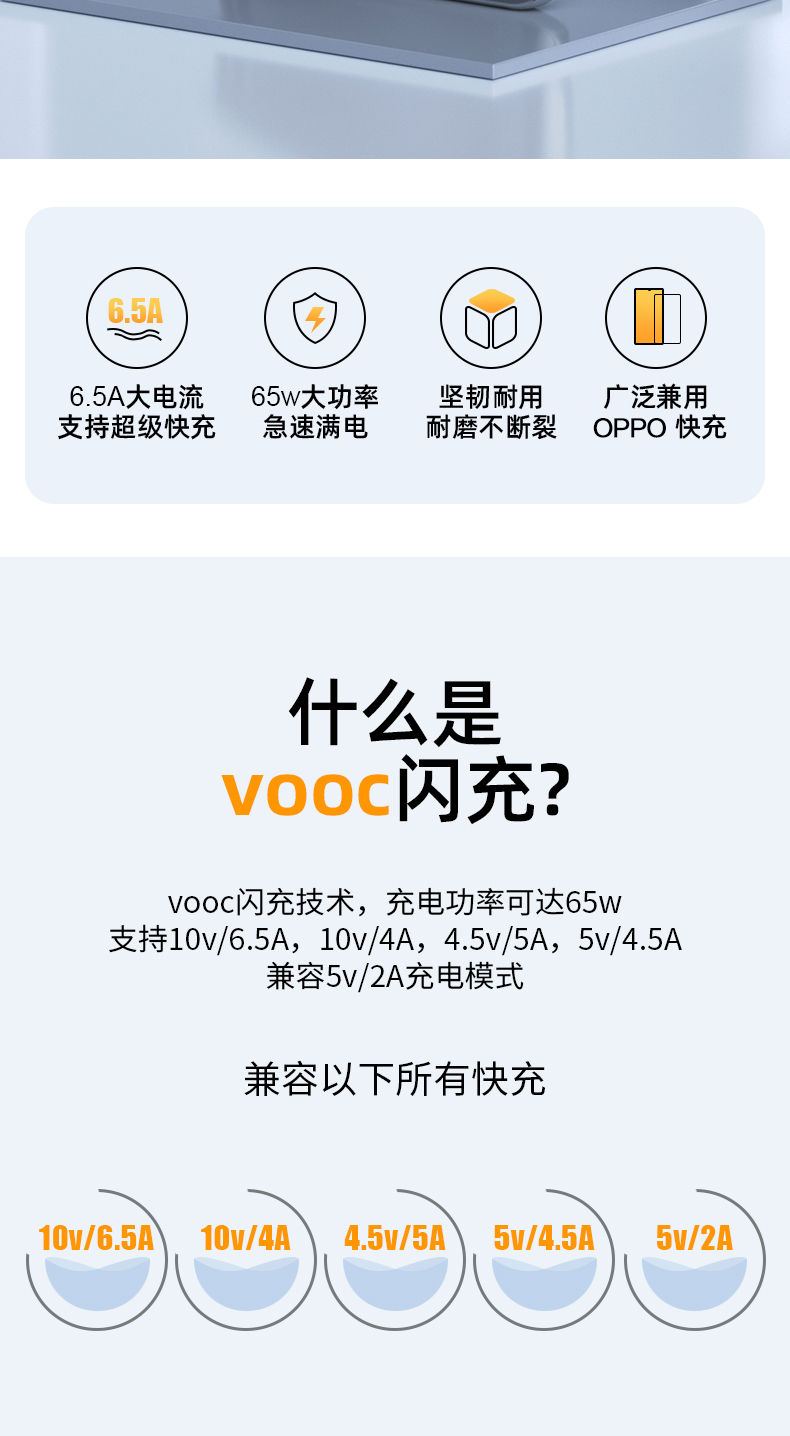 6.5A
6.5A大电流
支持超级快充
65w大功率
急速满电
坚韧耐用
耐磨不断裂
广泛兼用
OPPO 快充
什么是
vooc闪充?
vooc闪充技术，充电功率可达65w
支持10v/6.5A，10v/4A，4.5v/5A，5v/4.5A
兼容5v/2A充电模式
兼容以下所有快充
10v/6.5A
10v/4A
4.5v/5A
5v/4.5A
5v/2A